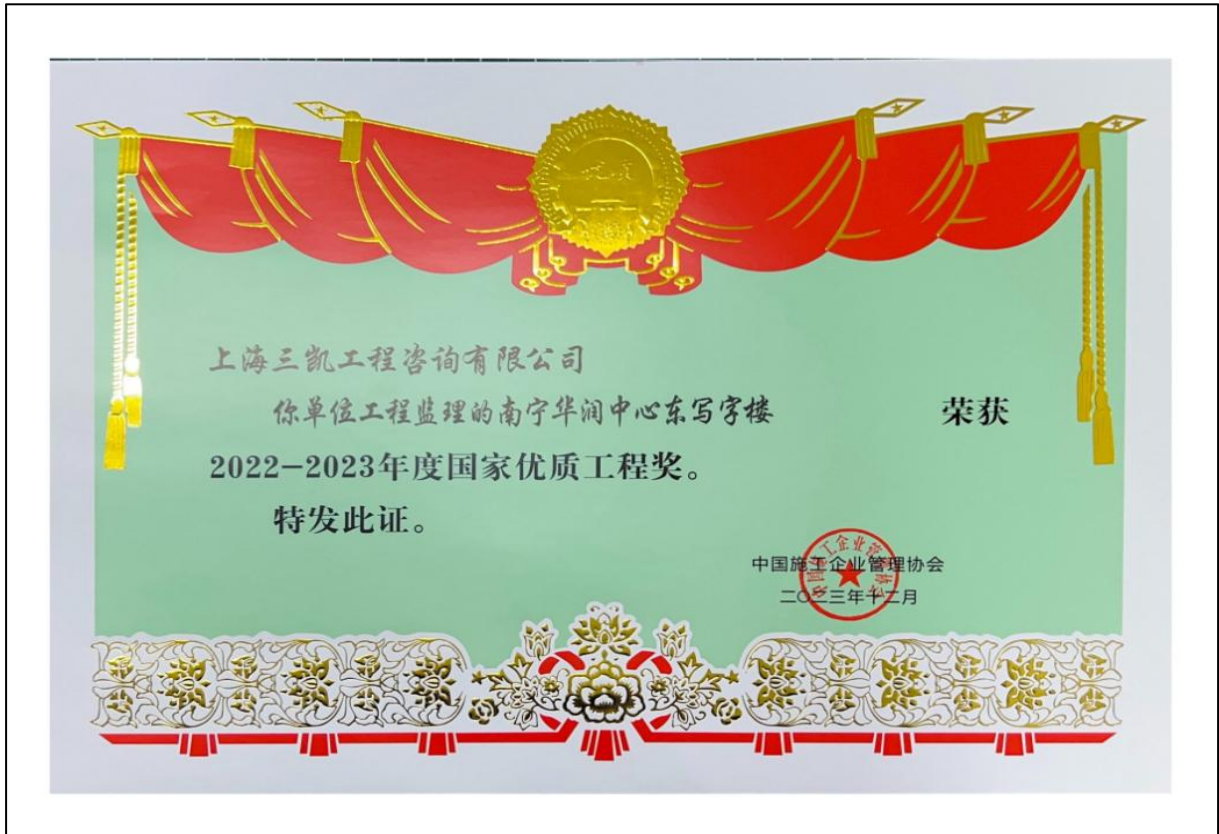 上海三凯工程咨询有限公司
你单位工程监理的南宁华润中心东写字楼 荣获
2022-2023年度国家优质工程奖。
特发此证。
中国施工企业管理协会
二〇二三年十二月